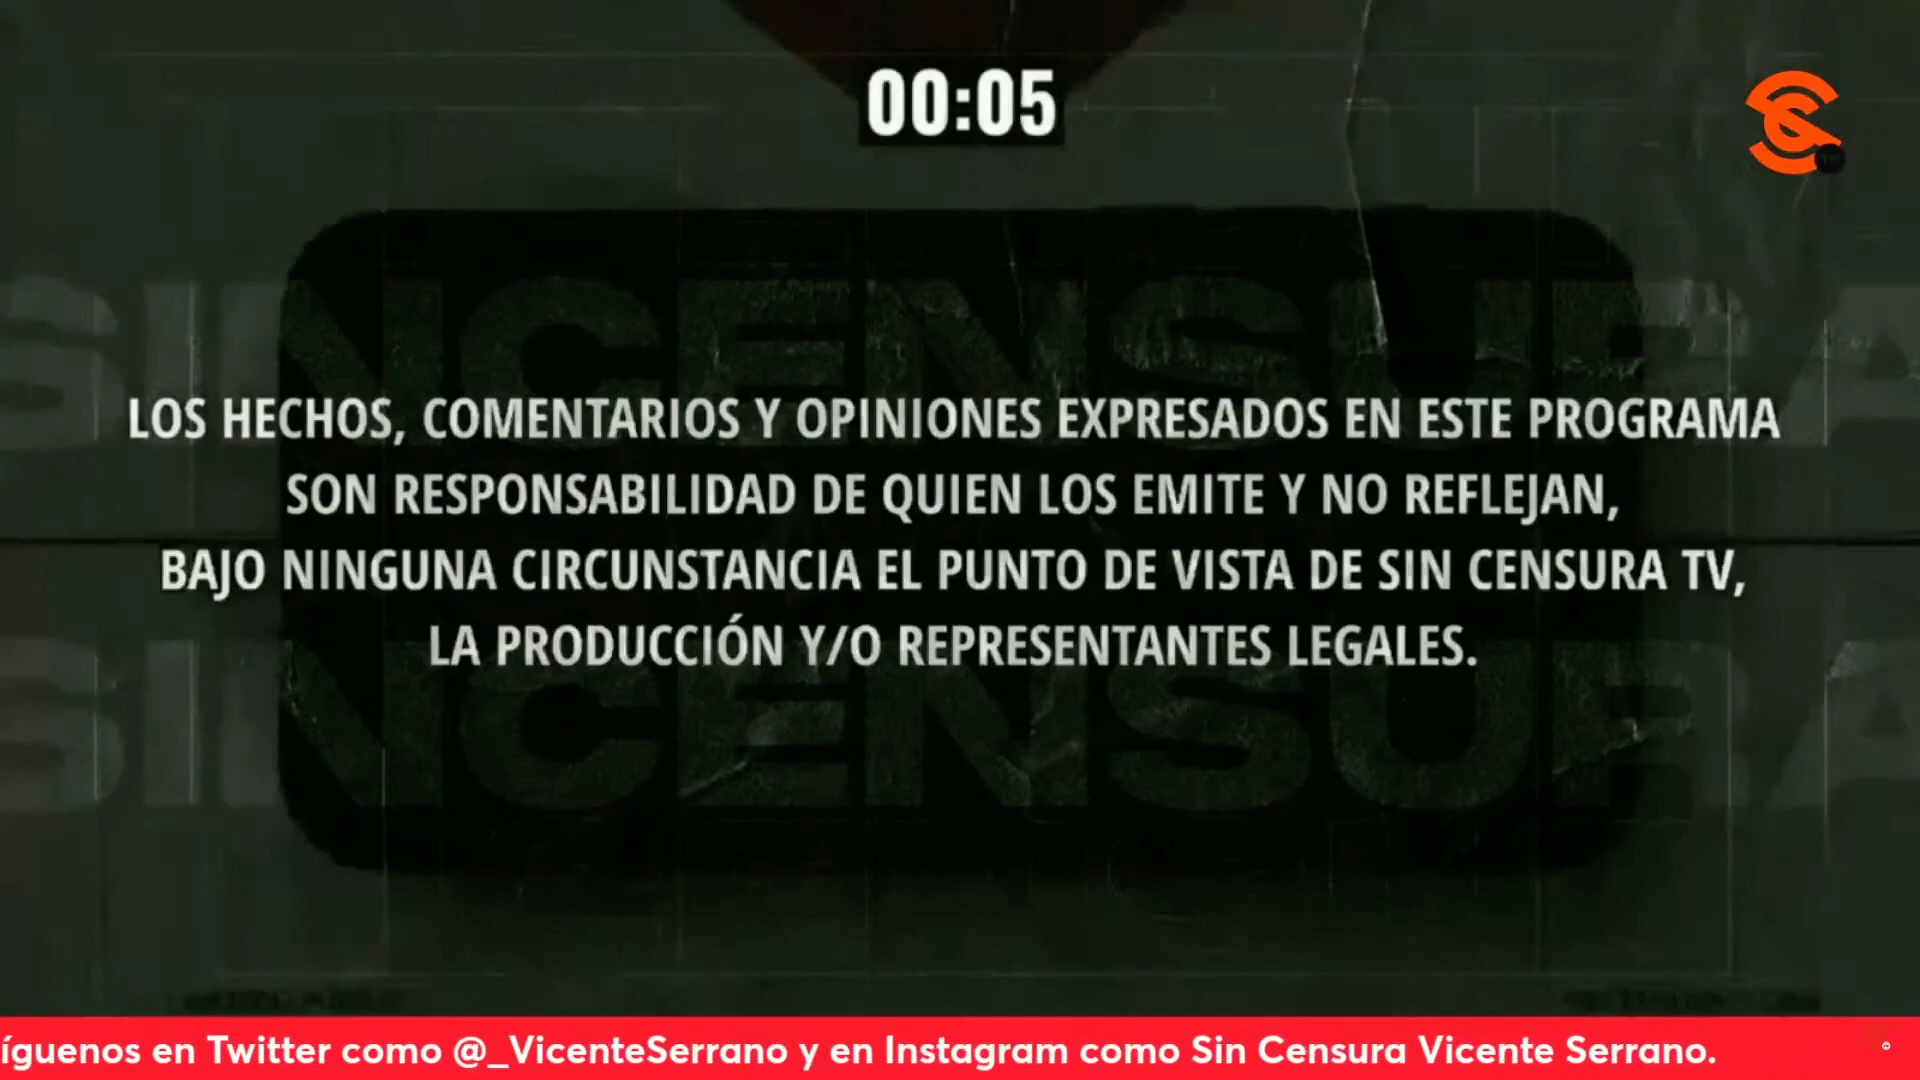 00:05
SINCENSURA
LOS HECHOS, COMENTARIOS Y OPINIONES EXPRESADOS EN ESTE PROGRAMA
SON RESPONSABILIDAD DE QUIEN LOS EMITE Y NO REFLEJAN,
BAJO NINGUNA CIRCUNSTANCIA EL PUNTO DE VISTA DE SIN CENSURA TV,
LA PRODUCCIÓN Y/O REPRESENTANTES LEGALES.
SINCENSURA
íguenos en Twitter como @_VicenteSerrano y en Instagram como Sin Censura Vicente Serrano.